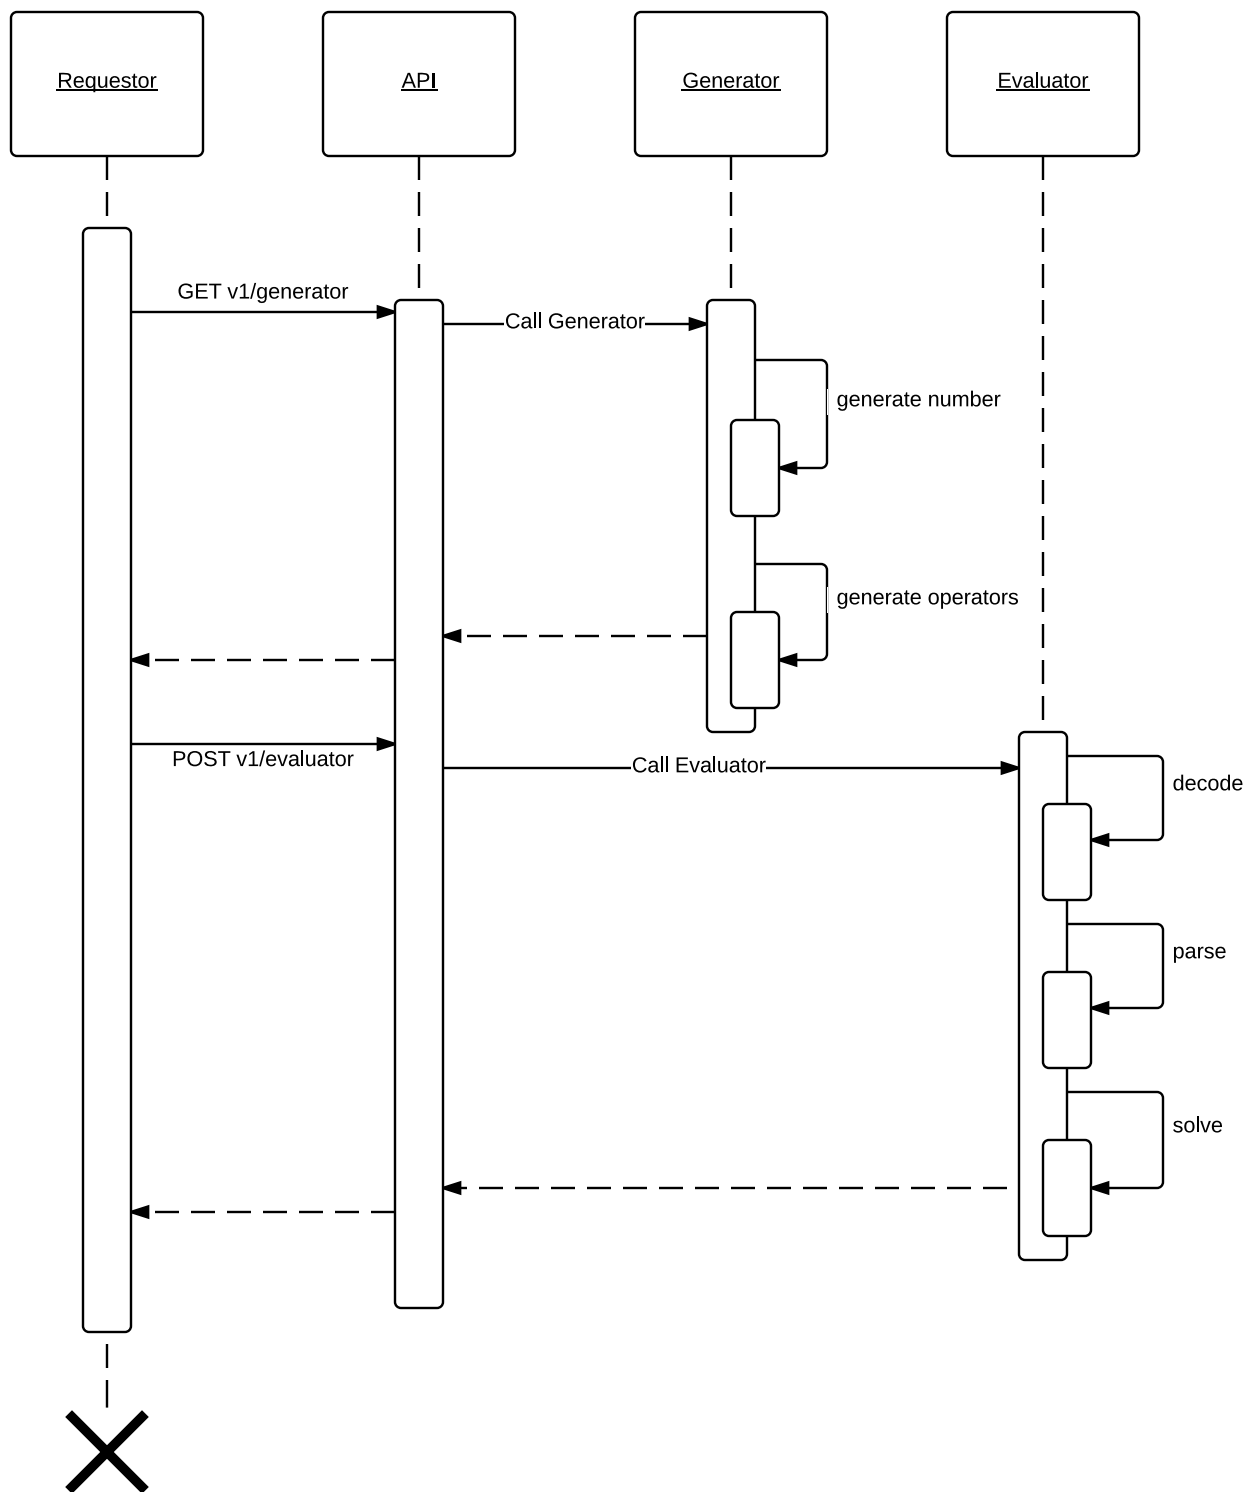 Requestor
API
Generator
Evaluator
GET v1/generator
Call Generator
generate number
generate operators
POST v1/evaluator
Call Evaluator
decode
parse
solve